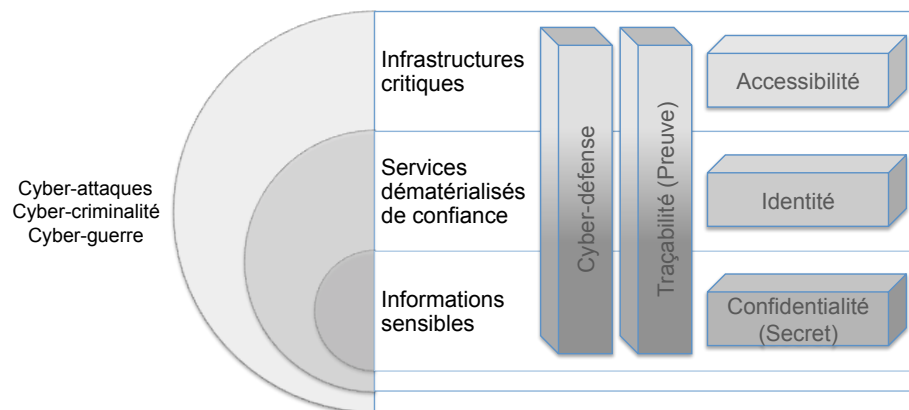 Cyber-attaques
Cyber-criminalité
Cyber-guerre
Infrastructures
critiques
Services
dématérialisés
de confiance
Informations
sensibles
Cyber-défense
Traçabilité (Preuve)
Accessibilité
Identité
Confidentialité
(Secret)